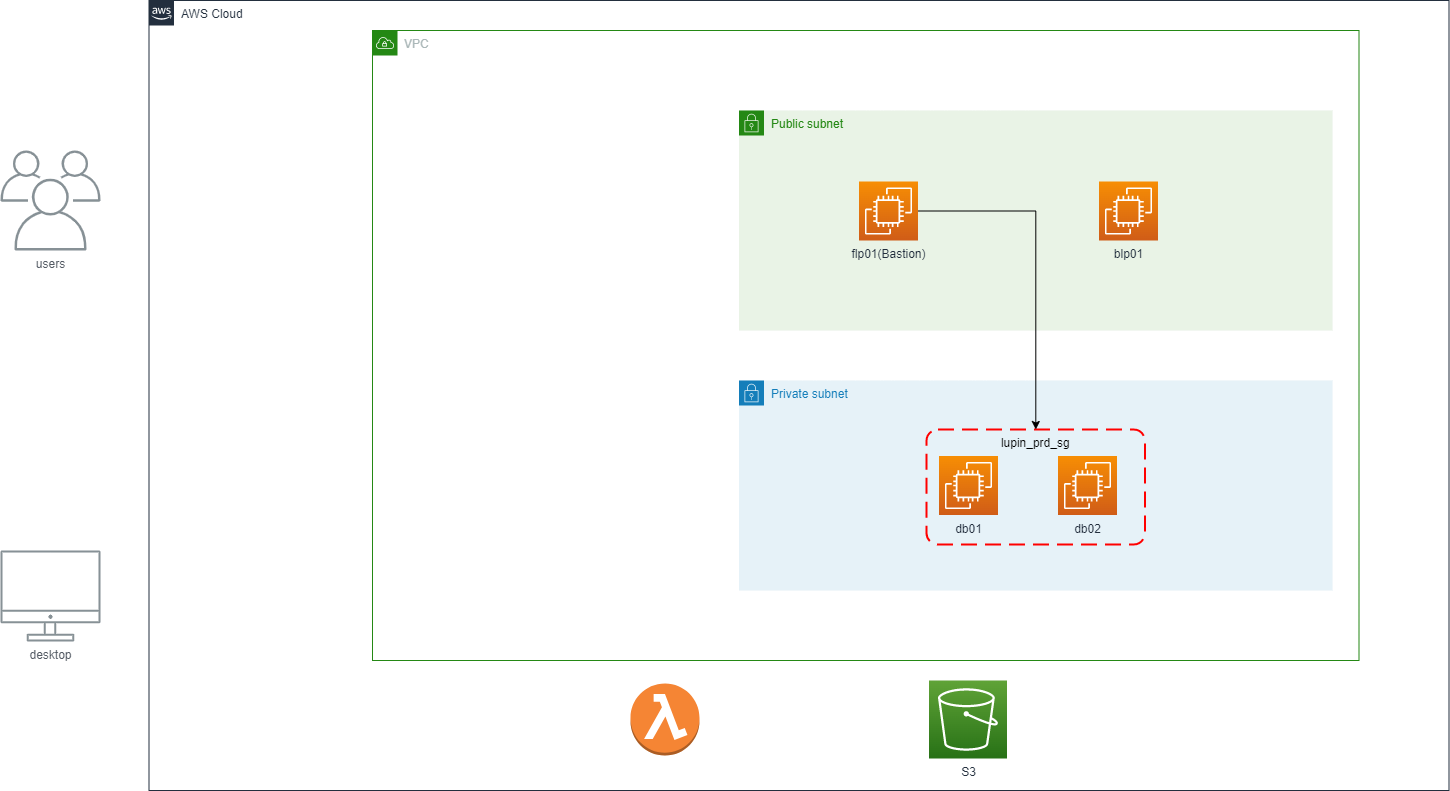 aws
AWS Cloud
VPC
Public subnet
flp01(Bastion)
blp01
users
Private subnet
lupin_prd_sg
db01
db02
desktop
S3